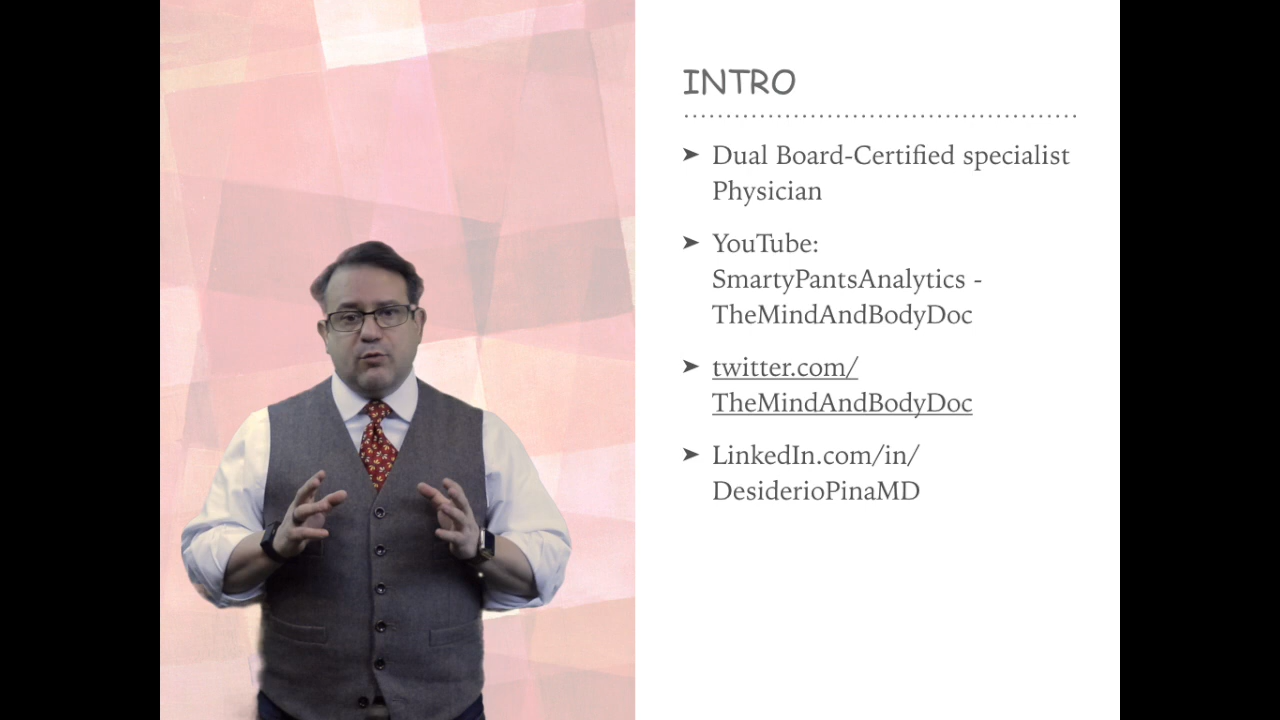 INTRO
➤ Dual Board-Certified specialist
Physician
➤ YouTube:
SmartyPantsAnalytics -
TheMindAndBodyDoc
➤ twitter.com/
TheMindAndBodyDoc
➤ LinkedIn.com/in/
DesiderioPinaMD